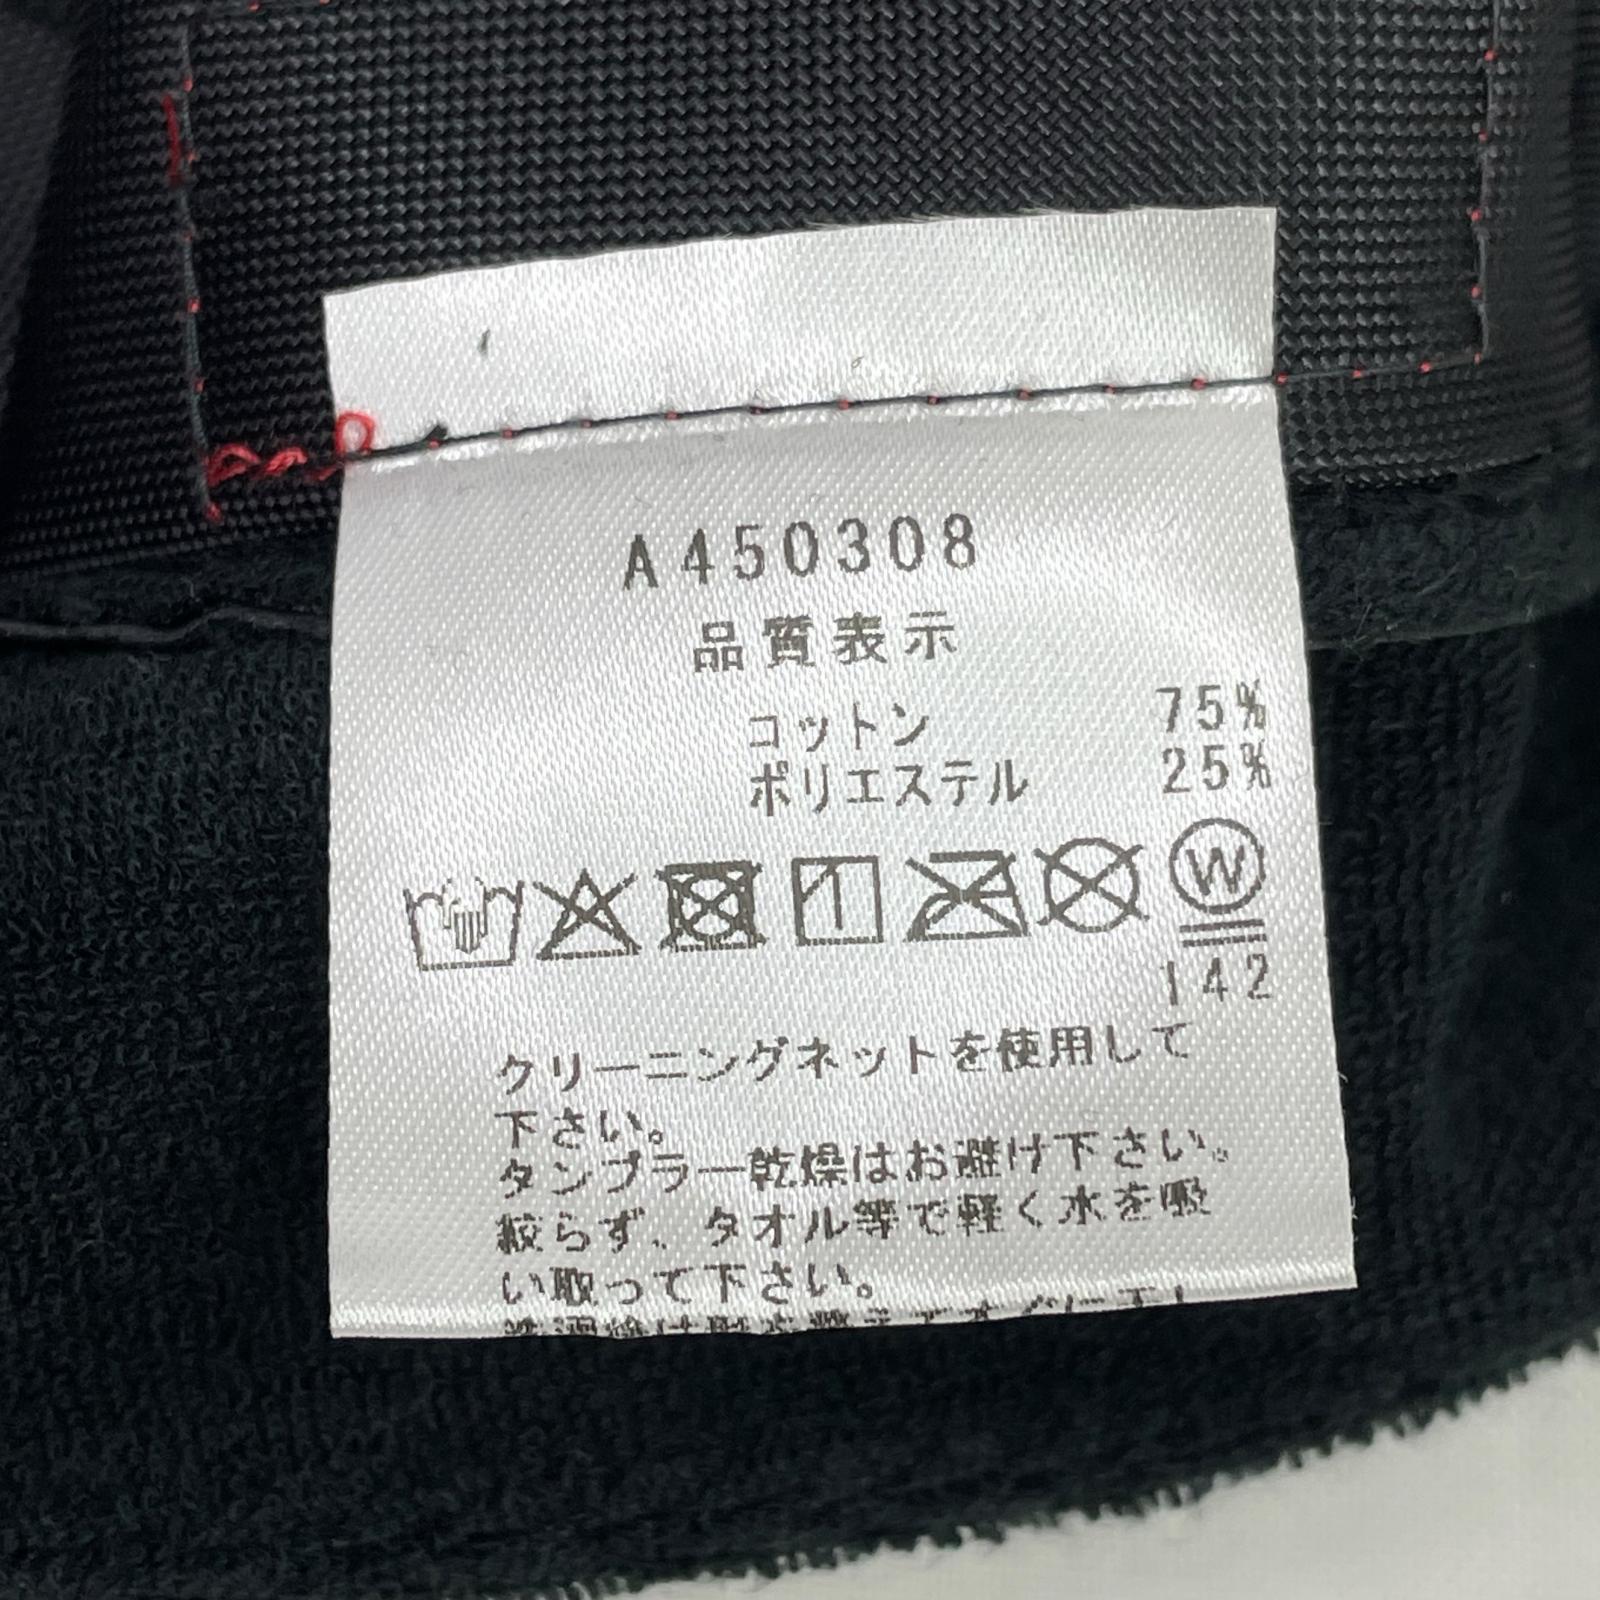 A450308
品質表示
コットン 75%
ポリエステル 25%
W
142
クリーニングネットを使用して
下さい。
タンブラー乾燥はお避け下さい。
絞らず、タオル等で軽く水を吸
い取って下さい。